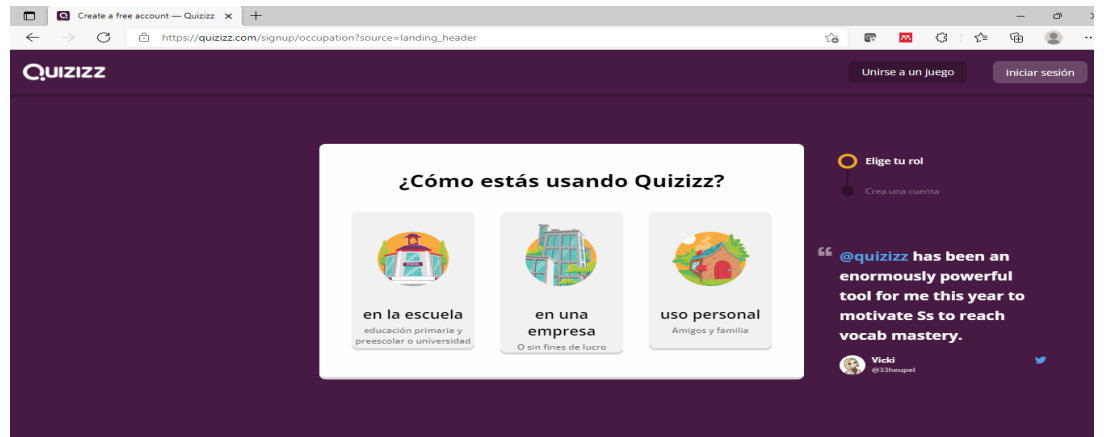 Create a free account — Quizizz
https://quizizz.com/signup/occupation?source=landing_header
QUIZIZZ
Unirse a un juego
Iniciar sesión
¿Cómo estás usando Quizizz?
SCHOOL
en la escuela
educación primaria y
preescolar o universidad
en una
empresa
O sin fines de lucro
uso personal
Amigos y familia
Elige tu rol
Crea una cuenta
“ @quizizz has been an
enormously powerful
tool for me this year to
motivate Ss to reach
vocab mastery.
Vicki
@33heupel